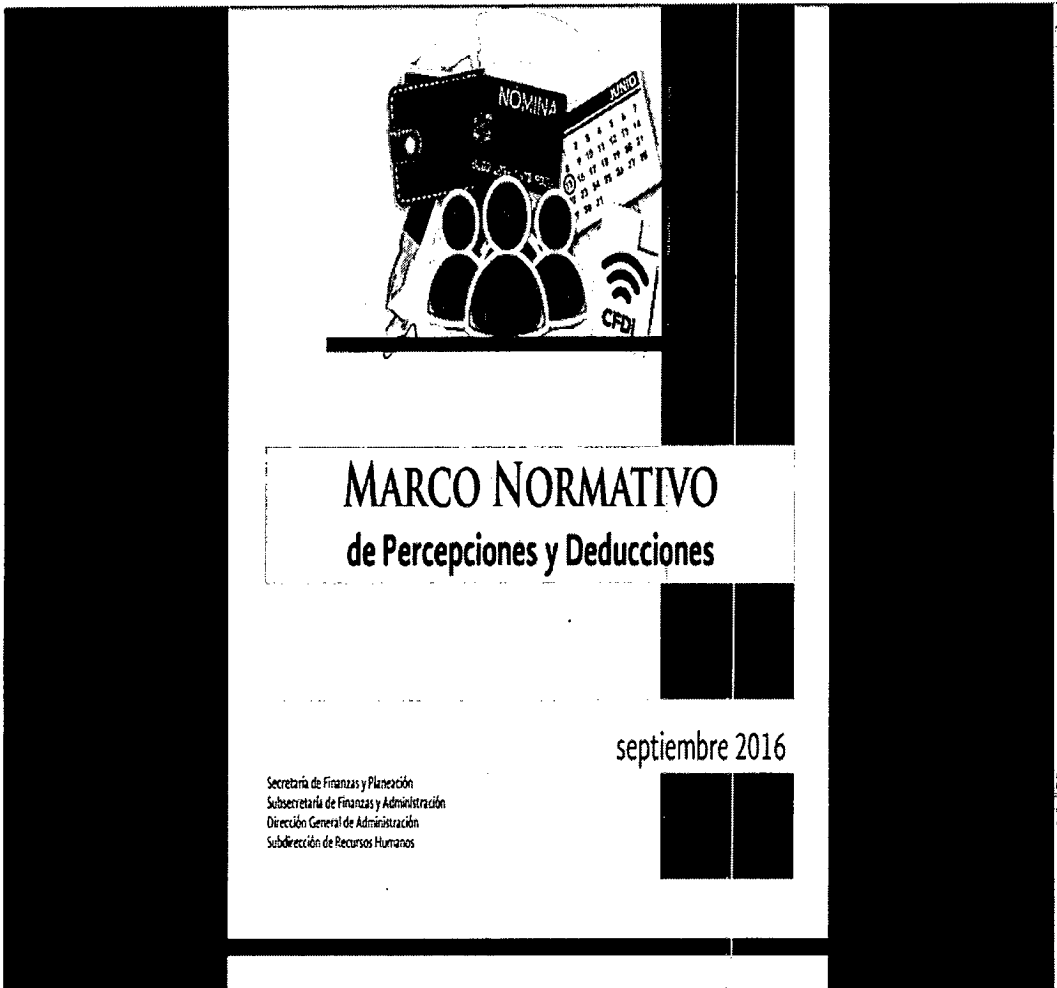 NÓMINA
JUNIO
CFDI
MARCO NORMATIVO
de Percepciones y Deducciones
septiembre 2016
Secretaría de Finanzas y Planeación
Subsecretaría de Finanzas y Administración
Dirección General de Administración
Subdirección de Recursos Humanos